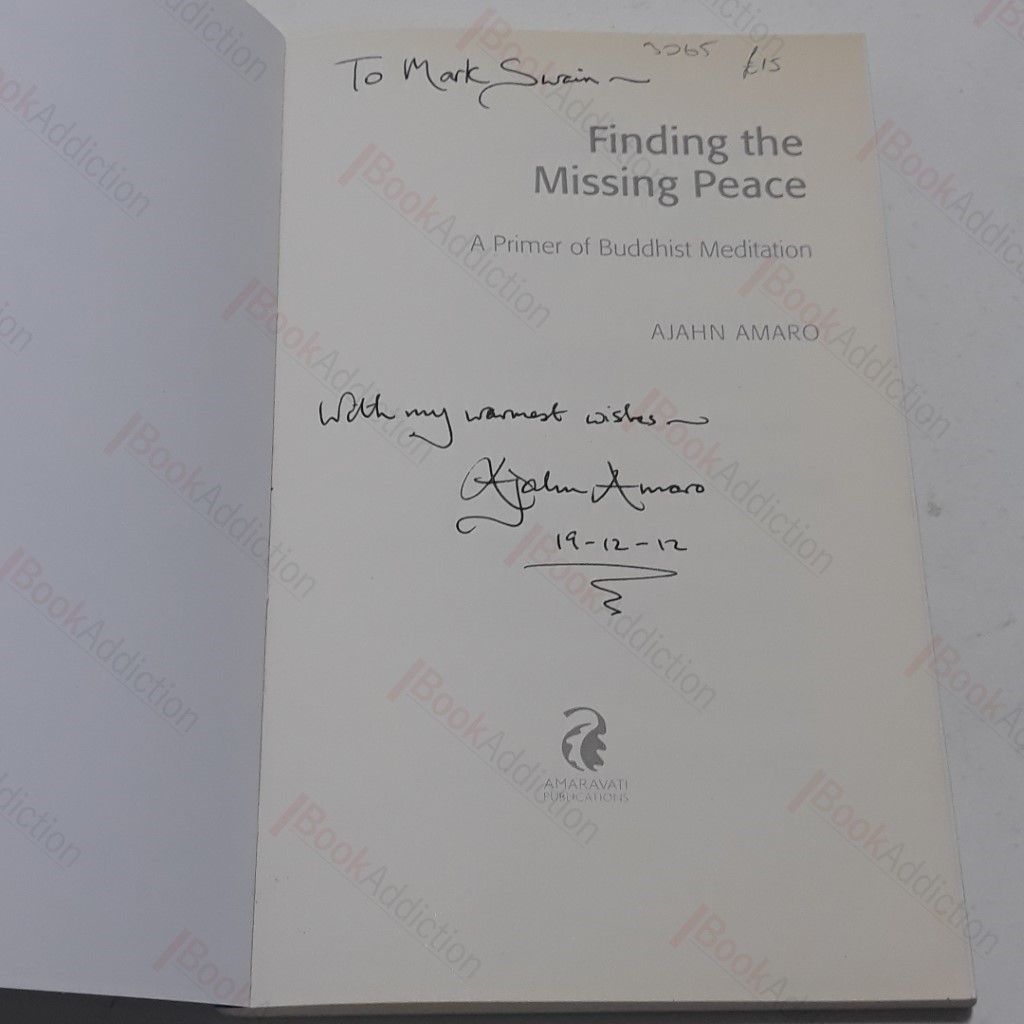 3265 £15
To Mark Swain
Finding the
Missing Peace
A Primer of Buddhist Meditation
AJAHN AMARO
With my warmest wishes
Ajahn Amaro
19-12-12
AMARAVATI
PUBLICATIONS
BookAddiction